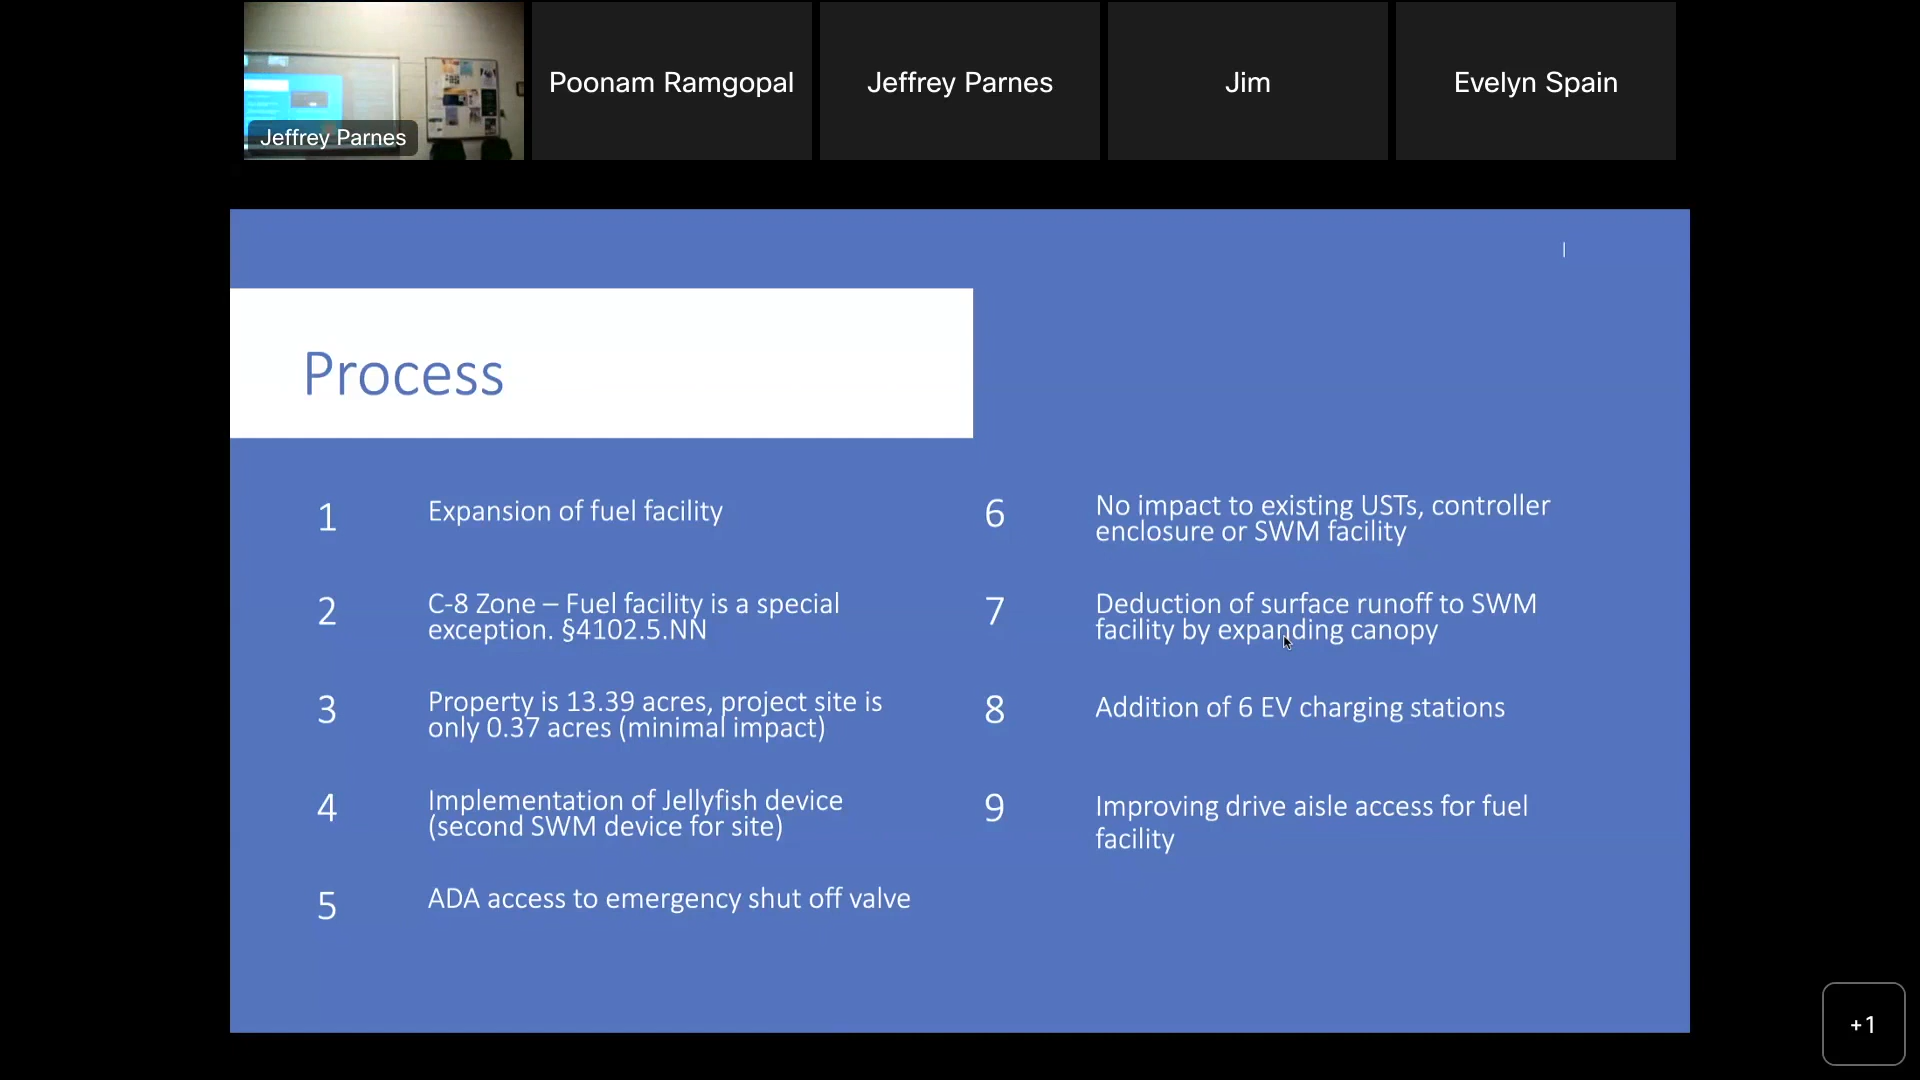 Jeffrey Parnes
Poonam Ramgopal
Jeffrey Parnes
Jim
Evelyn Spain
Process
1
Expansion of fuel facility
2
C-8 Zone – Fuel facility is a special
exception. §4102.5.NN
3
Property is 13.39 acres, project site is
only 0.37 acres (minimal impact)
4
Implementation of Jellyfish device
(second SWM device for site)
5
ADA access to emergency shut off valve
6
No impact to existing USTs, controller
enclosure or SWM facility
7
Deduction of surface runoff to SWM
facility by expanding canopy
8
Addition of 6 EV charging stations
9
Improving drive aisle access for fuel
facility
+1